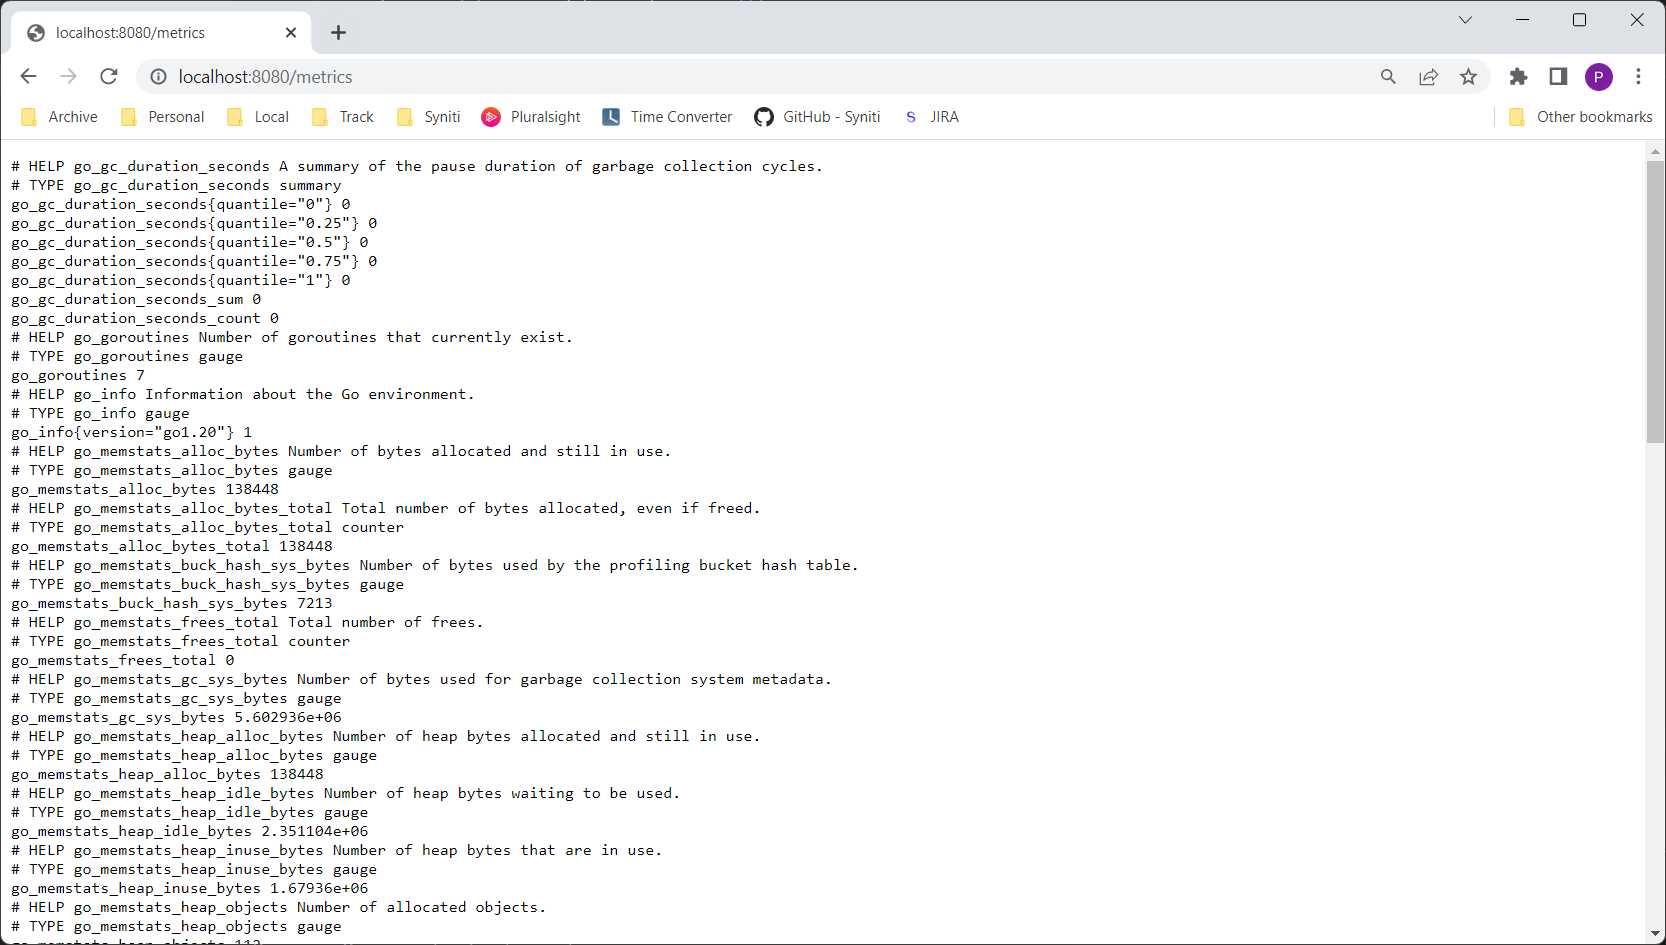 localhost:8080/metrics
localhost:8080/metrics
P
Archive Personal Local Track Syniti Pluralsight Time Converter GitHub - Syniti S JIRA Other bookmarks
# HELP go_gc_duration_seconds A summary of the pause duration of garbage collection cycles.
# TYPE go_gc_duration_seconds summary
go_gc_duration_seconds{quantile="0"} 0
go_gc_duration_seconds{quantile="0.25"} 0
go_gc_duration_seconds{quantile="0.5"} 0
go_gc_duration_seconds{quantile="0.75"} 0
go_gc_duration_seconds{quantile="1"} 0
go_gc_duration_seconds_sum 0
go_gc_duration_seconds_count 0
# HELP go_goroutines Number of goroutines that currently exist.
# TYPE go_goroutines gauge
go_goroutines 7
# HELP go_info Information about the Go environment.
# TYPE go_info gauge
go_info{version="go1.20"} 1
# HELP go_memstats_alloc_bytes Number of bytes allocated and still in use.
# TYPE go_memstats_alloc_bytes gauge
go_memstats_alloc_bytes 138448
# HELP go_memstats_alloc_bytes_total Total number of bytes allocated, even if freed.
# TYPE go_memstats_alloc_bytes_total counter
go_memstats_alloc_bytes_total 138448
# HELP go_memstats_buck_hash_sys_bytes Number of bytes used by the profiling bucket hash table.
# TYPE go_memstats_buck_hash_sys_bytes gauge
go_memstats_buck_hash_sys_bytes 7213
# HELP go_memstats_frees_total Total number of frees.
# TYPE go_memstats_frees_total counter
go_memstats_frees_total 0
# HELP go_memstats_gc_sys_bytes Number of bytes used for garbage collection system metadata.
# TYPE go_memstats_gc_sys_bytes gauge
go_memstats_gc_sys_bytes 5.602936e+06
# HELP go_memstats_heap_alloc_bytes Number of heap bytes allocated and still in use.
# TYPE go_memstats_heap_alloc_bytes gauge
go_memstats_heap_alloc_bytes 138448
# HELP go_memstats_heap_idle_bytes Number of heap bytes waiting to be used.
# TYPE go_memstats_heap_idle_bytes gauge
go_memstats_heap_idle_bytes 2.351104e+06
# HELP go_memstats_heap_inuse_bytes Number of heap bytes that are in use.
# TYPE go_memstats_heap_inuse_bytes gauge
go_memstats_heap_inuse_bytes 1.67936e+06
# HELP go_memstats_heap_objects Number of allocated objects.
# TYPE go_memstats_heap_objects gauge